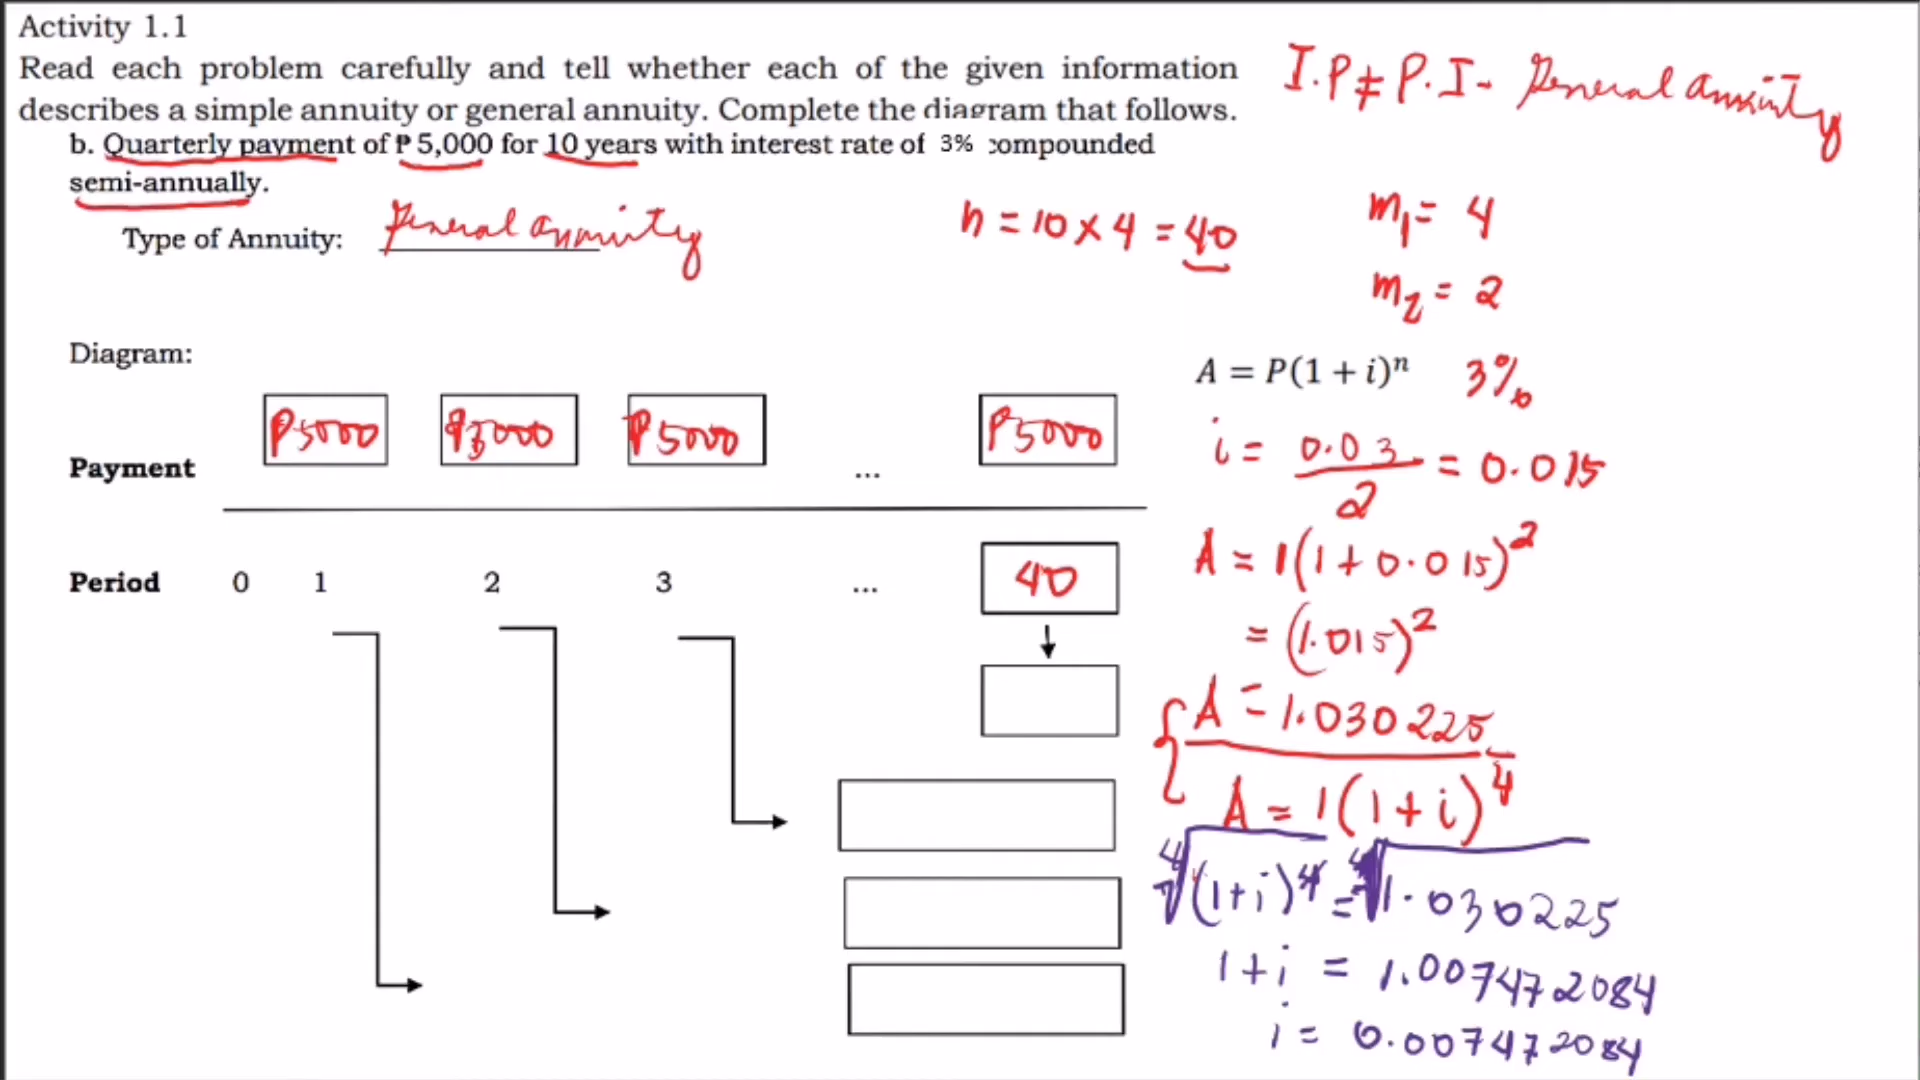 Activity 1.1
Read each problem carefully and tell whether each of the given information
describes a simple annuity or general annuity. Complete the diagram that follows.
b. Quarterly payment of ₱ 5,000 for 10 years with interest rate of 3% compounded
semi-annually.
I.P ≠ P.I - General annuity
Type of Annuity: General annuity
n = 10 × 4 = 40
m₁ = 4
m₂ = 2
Diagram:
A = P(1 + i)ⁿ 3%
₱5000 ₱5000 ₱5000 ₱5000
Payment ...
i = 0.03/2 = 0.015
A = 1(1 + 0.015)²
Period 0 1 2 3 ... 40
= (1.015)²
A = 1.030225
A = 1(1 + i)⁴
⁴√(1+i)⁴ = ⁴√1.030225
1+i = 1.007472084
i = 0.007472084